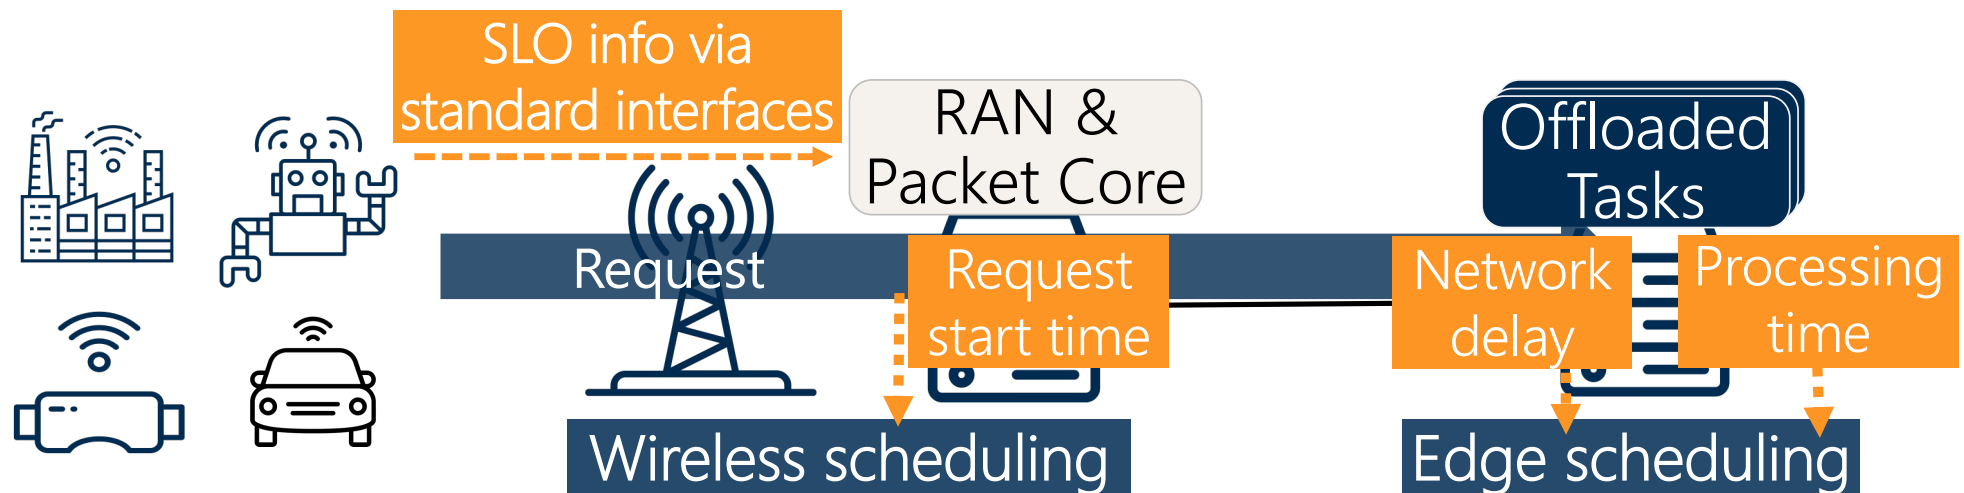 SLO info via
standard interfaces
RAN &
Packet Core
Offloaded
Tasks
Request
Request
start time
Network
delay
Processing
time
Wireless scheduling
Edge scheduling